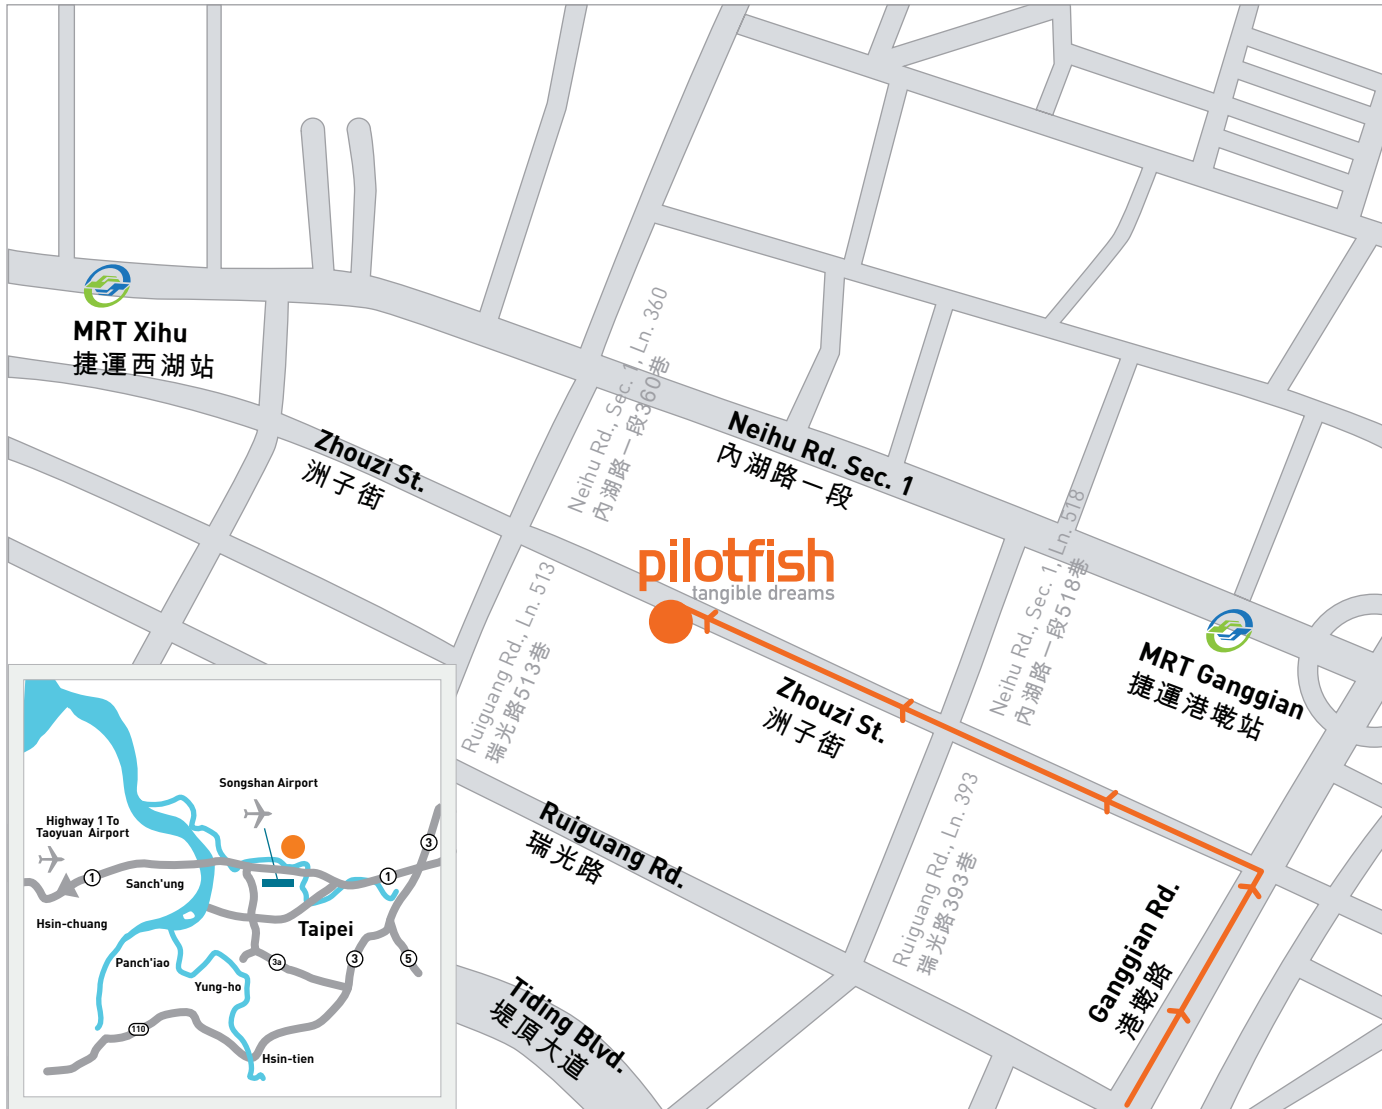 MRT Xihu
捷運西湖站
Neihu Rd., Sec. 1, Ln. 360
內湖路一段360巷
Zhouzi St.
洲子街
Neihu Rd. Sec. 1
內湖路一段
pilotfish
tangible dreams
Neihu Rd., Sec. 1, Ln. 518
內湖路一段518巷
MRT Ganggian
捷運港墘站
Ruiguang Rd., Ln. 513
瑞光路513巷
Zhouzi St.
洲子街
Ruiguang Rd.
瑞光路
Ruiguang Rd., Ln. 393
瑞光路393巷
Ganggian Rd.
港墘路
Tiding Blvd.
堤頂大道
Songshan Airport
Highway 1 To
Taoyuan Airport
3
1
1
Sanch'ung
Hsin-chuang
Taipei
Panch'iao
3a
3
5
Yung-ho
110
Hsin-tien